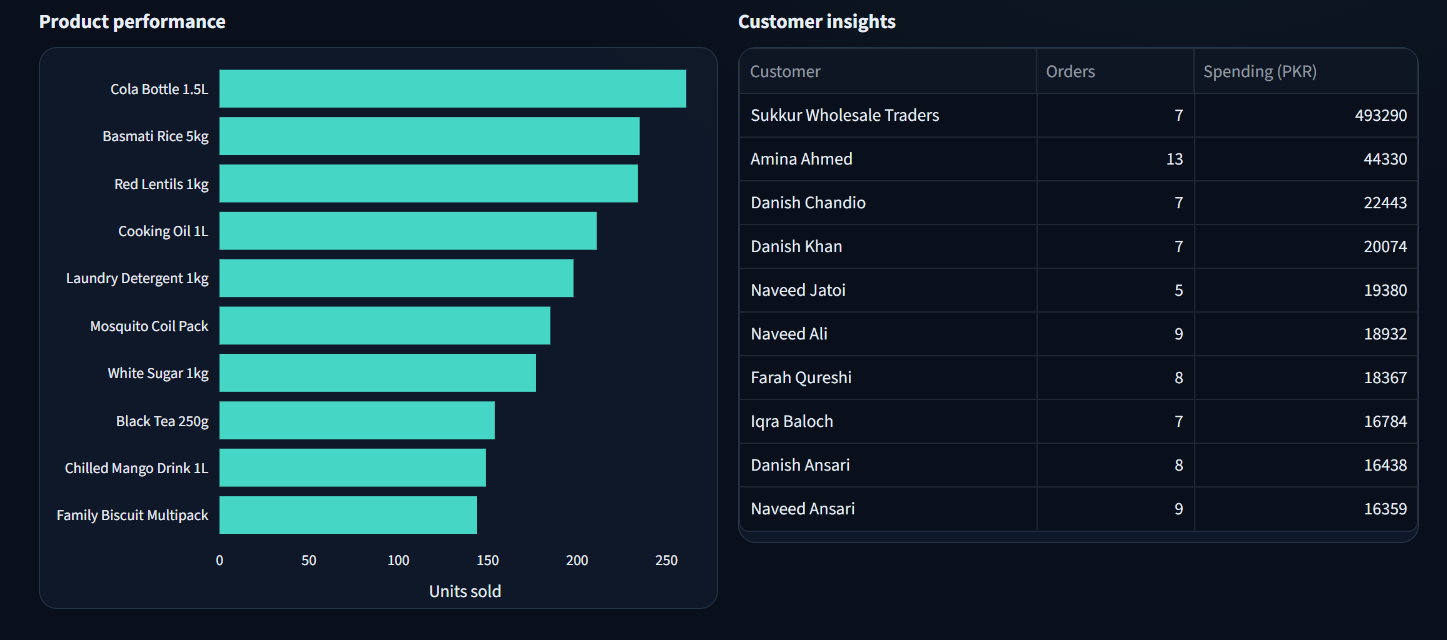 Product performance
Cola Bottle 1.5L
Basmati Rice 5kg
Red Lentils 1kg
Cooking Oil 1L
Laundry Detergent 1kg
Mosquito Coil Pack
White Sugar 1kg
Black Tea 250g
Chilled Mango Drink 1L
Family Biscuit Multipack
0 50 100 150 200 250
Units sold
Customer insights
Customer Orders Spending (PKR)
Sukkur Wholesale Traders 7 493290
Amina Ahmed 13 44330
Danish Chandio 7 22443
Danish Khan 7 20074
Naveed Jatoi 5 19380
Naveed Ali 9 18932
Farah Qureshi 8 18367
Iqra Baloch 7 16784
Danish Ansari 8 16438
Naveed Ansari 9 16359